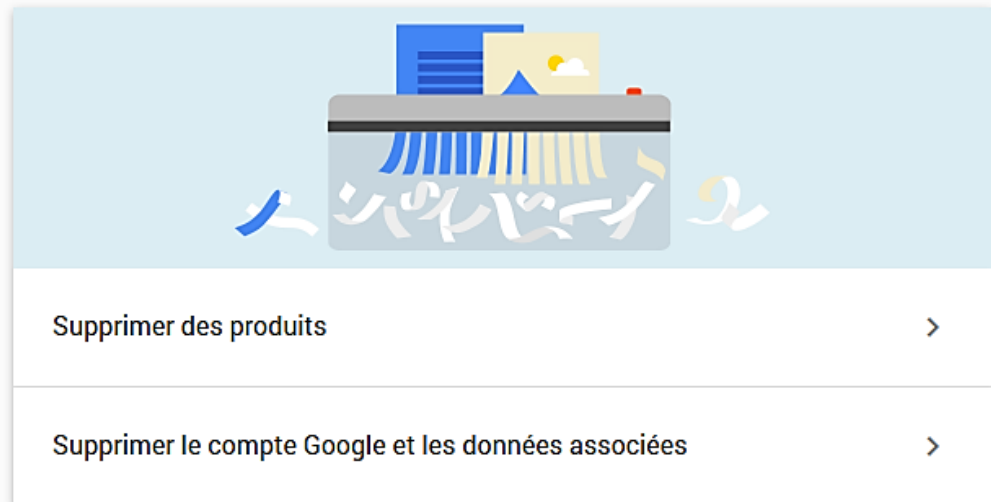 Supprimer des produits
Supprimer le compte Google et les données associées